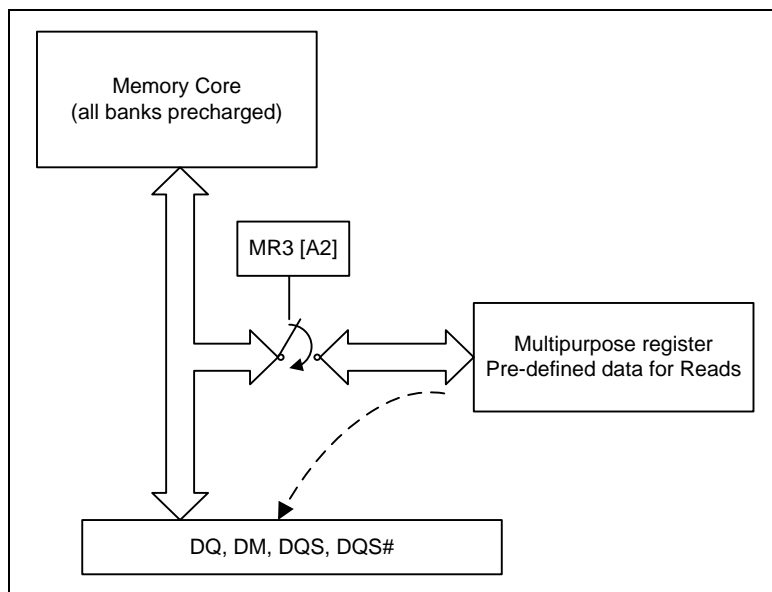 Memory Core
(all banks precharged)
MR3 [A2]
Multipurpose register
Pre-defined data for Reads
DQ, DM, DQS, DQS#